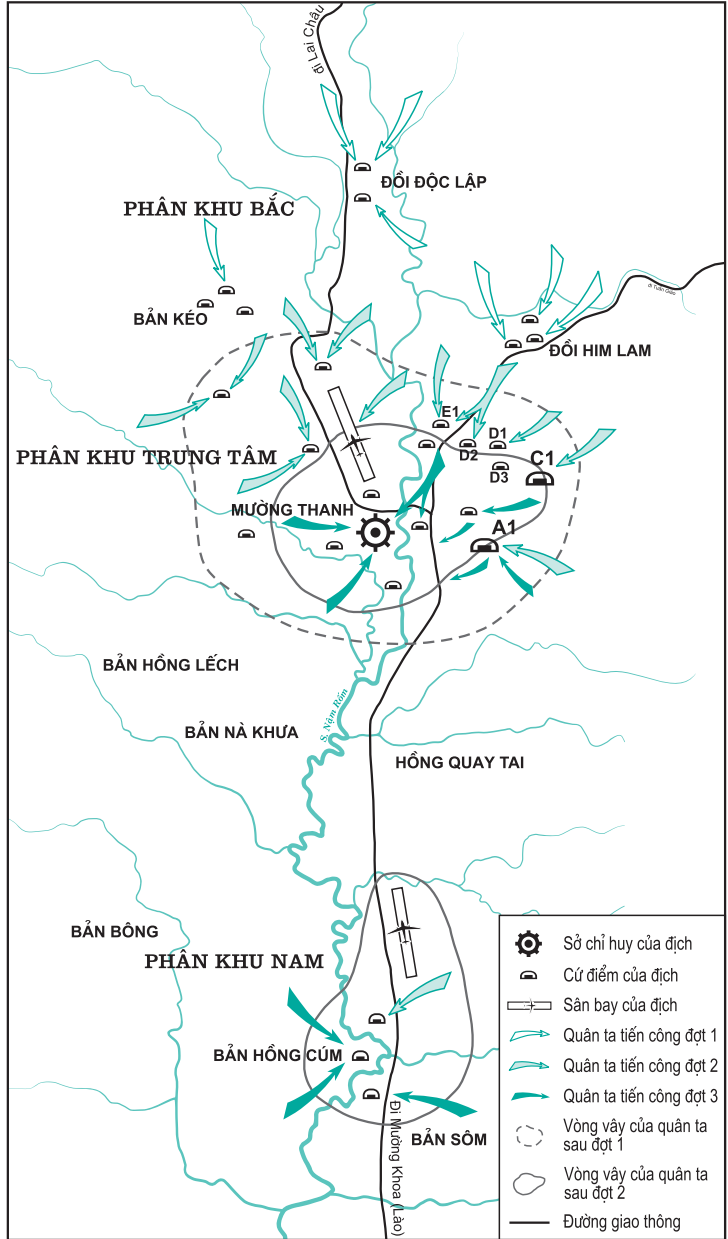 đi Lai Châu
ĐỒI ĐỘC LẬP
PHÂN KHU BẮC
BẢN KÉO
đi Tuần Giáo
ĐỒI HIM LAM
E1
D1
D2
D3
C1
PHÂN KHU TRUNG TÂM
MƯỜNG THANH
A1
BẢN HỒNG LẾCH
S. Nậm Rốm
BẢN NÀ KHƯA
HỒNG QUAY TAI
BẢN BÔNG
PHÂN KHU NAM
BẢN HỒNG CÚM
BẢN SÔM
Đi Mường Khoa (Lào)
Sở chỉ huy của địch
Cứ điểm của địch
Sân bay của địch
Quân ta tiến công đợt 1
Quân ta tiến công đợt 2
Quân ta tiến công đợt 3
Vòng vây của quân ta
sau đợt 1
Vòng vây của quân ta
sau đợt 2
Đường giao thông